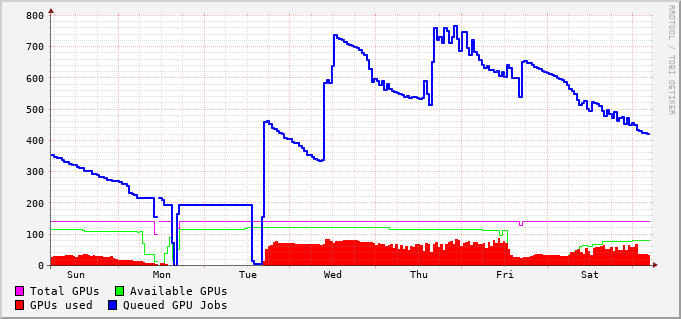 800
700
600
500
400
300
200
100
0
Sun Mon Tue Wed Thu Fri Sat
Total GPUs Available GPUs
GPUs used Queued GPU Jobs
RRDTOOL / TOBI OETIKER